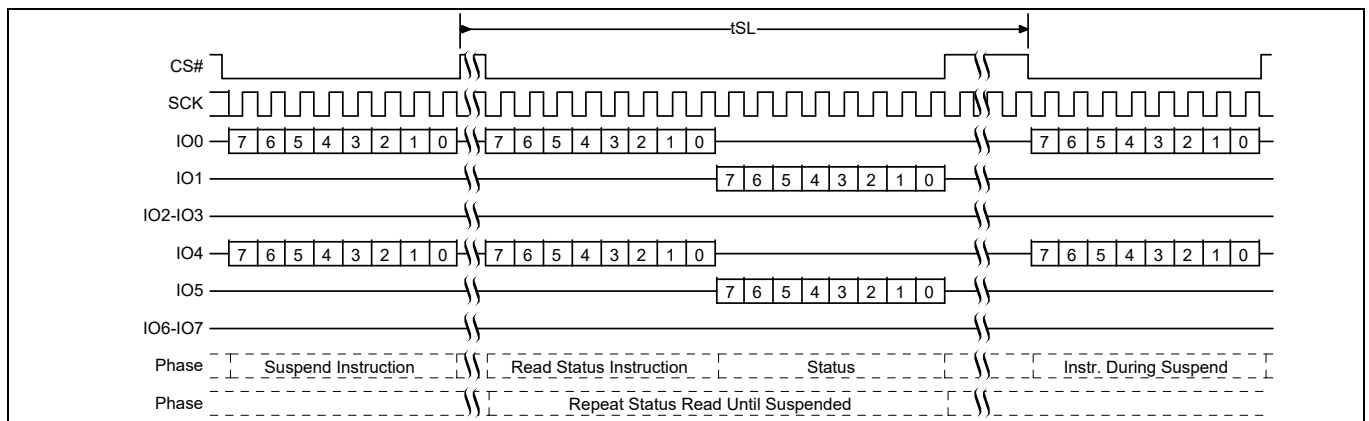 tSL
CS#
SCK
IO0 7 6 5 4 3 2 1 0 7 6 5 4 3 2 1 0 7 6 5 4 3 2 1 0
IO1 7 6 5 4 3 2 1 0
IO2-IO3
IO4 7 6 5 4 3 2 1 0 7 6 5 4 3 2 1 0 7 6 5 4 3 2 1 0
IO5 7 6 5 4 3 2 1 0
IO6-IO7
Phase Suspend Instruction Read Status Instruction Status Instr. During Suspend
Phase Repeat Status Read Until Suspended